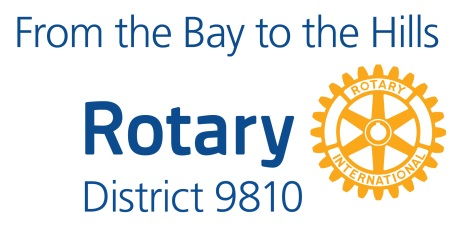 From the Bay to the Hills
Rotary
District 9810
ROTARY
INTERNATIONAL